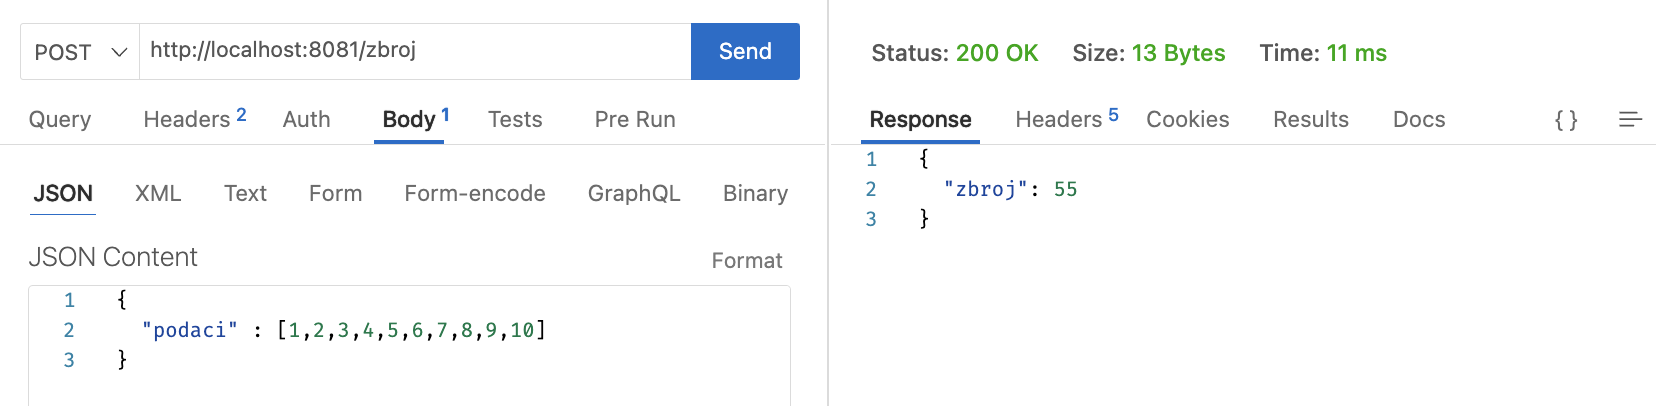 POST http://localhost:8081/zbroj Send
Query Headers 2 Auth Body 1 Tests Pre Run
JSON XML Text Form Form-encode GraphQL Binary
JSON Content Format
1 {
2 "podaci" : [1,2,3,4,5,6,7,8,9,10]
3 }
Status: 200 OK Size: 13 Bytes Time: 11 ms
Response Headers 5 Cookies Results Docs { }
1 {
2 "zbroj": 55
3 }